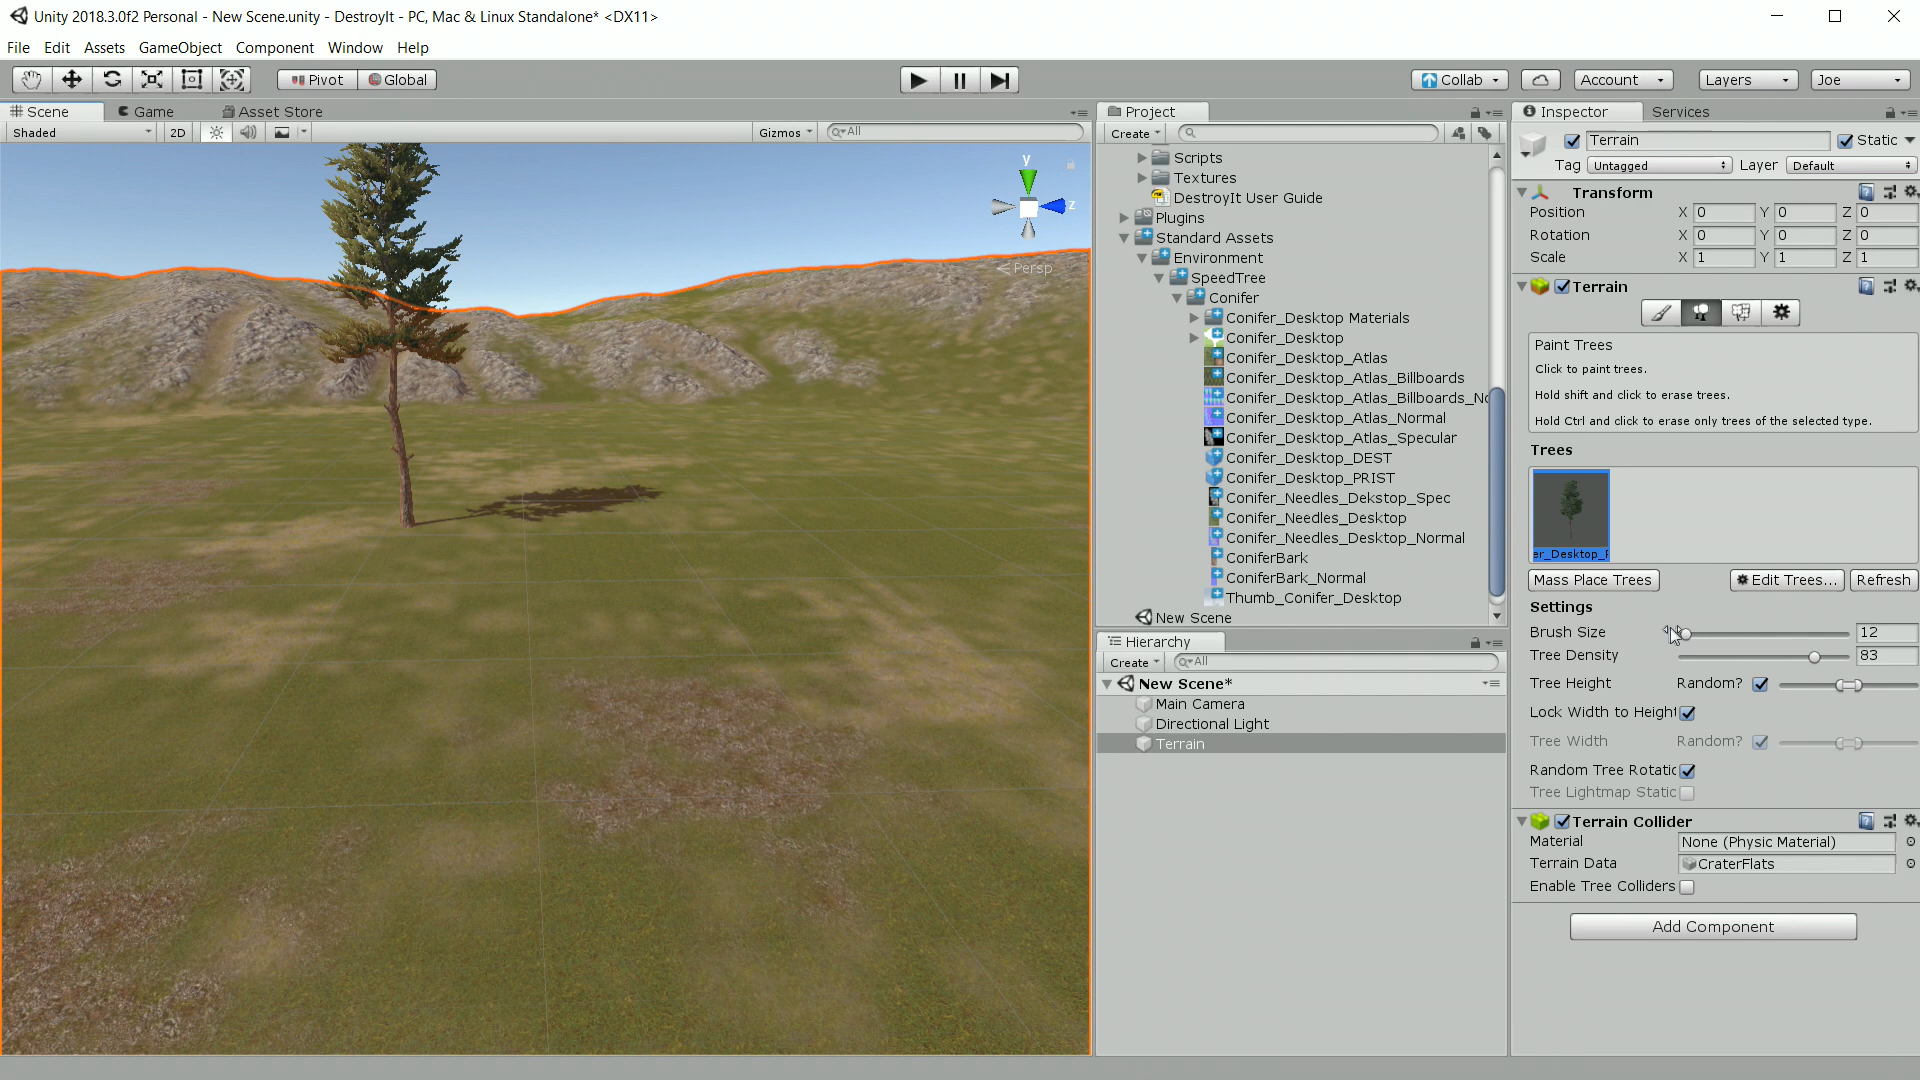 Unity 2018.3.0f2 Personal - New Scene.unity - DestroyIt - PC, Mac & Linux Standalone* <DX11>
File Edit Assets GameObject Component Window Help
Pivot Global
Collab Account Layers Joe
Scene Game Asset Store
Shaded 2D Gizmos All
y
z
Persp
Project
Create
Scripts
Textures
DestroyIt User Guide
Plugins
Standard Assets
Environment
SpeedTree
Conifer
Conifer_Desktop Materials
Conifer_Desktop
Conifer_Desktop_Atlas
Conifer_Desktop_Atlas_Billboards
Conifer_Desktop_Atlas_Billboards_No
Conifer_Desktop_Atlas_Normal
Conifer_Desktop_Atlas_Specular
Conifer_Desktop_DEST
Conifer_Desktop_PRIST
Conifer_Needles_Dekstop_Spec
Conifer_Needles_Desktop
Conifer_Needles_Desktop_Normal
ConiferBark
ConiferBark_Normal
Thumb_Conifer_Desktop
New Scene
Hierarchy
Create All
New Scene*
Main Camera
Directional Light
Terrain
Inspector Services
Terrain Static
Tag Untagged Layer Default
Transform
Position X 0 Y 0 Z 0
Rotation X 0 Y 0 Z 0
Scale X 1 Y 1 Z 1
Terrain
Paint Trees
Click to paint trees.
Hold shift and click to erase trees.
Hold Ctrl and click to erase only trees of the selected type.
Trees
er_Desktop_F
Mass Place Trees Edit Trees... Refresh
Settings
Brush Size 12
Tree Density 83
Tree Height Random?
Lock Width to Height
Tree Width Random?
Random Tree Rotatic
Tree Lightmap Static
Terrain Collider
Material None (Physic Material)
Terrain Data CraterFlats
Enable Tree Colliders
Add Component